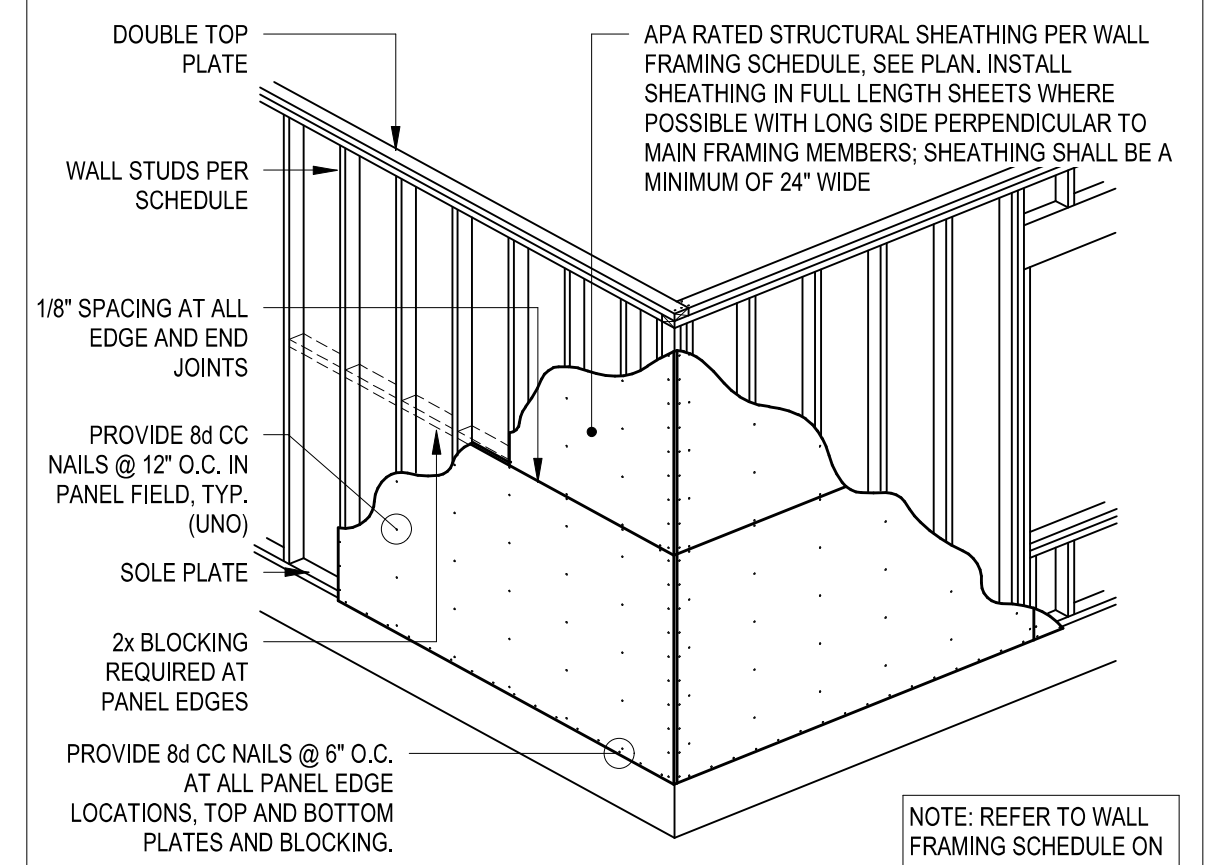 DOUBLE TOP
PLATE
APA RATED STRUCTURAL SHEATHING PER WALL
FRAMING SCHEDULE, SEE PLAN. INSTALL
SHEATHING IN FULL LENGTH SHEETS WHERE
POSSIBLE WITH LONG SIDE PERPENDICULAR TO
MAIN FRAMING MEMBERS; SHEATHING SHALL BE A
MINIMUM OF 24" WIDE
WALL STUDS PER
SCHEDULE
1/8" SPACING AT ALL
EDGE AND END
JOINTS
PROVIDE 8d CC
NAILS @ 12" O.C. IN
PANEL FIELD, TYP.
(UNO)
SOLE PLATE
2x BLOCKING
REQUIRED AT
PANEL EDGES
PROVIDE 8d CC NAILS @ 6" O.C.
AT ALL PANEL EDGE
LOCATIONS, TOP AND BOTTOM
PLATES AND BLOCKING.
NOTE: REFER TO WALL
FRAMING SCHEDULE ON